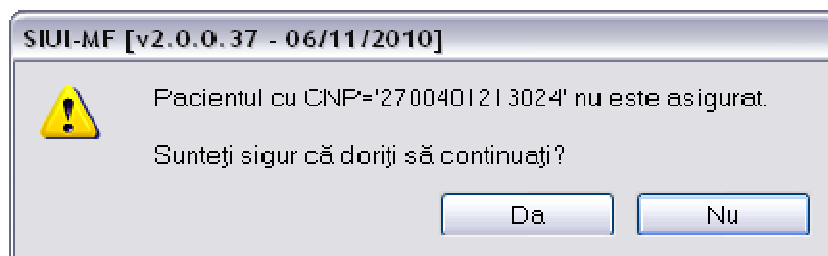 SIUI-MF [v2.0.0.37 - 06/11/2010]
Pacientul cu CNP='2700401213024' nu este asigurat.
Sunteţi sigur că doriţi să continuaţi?
Da
Nu